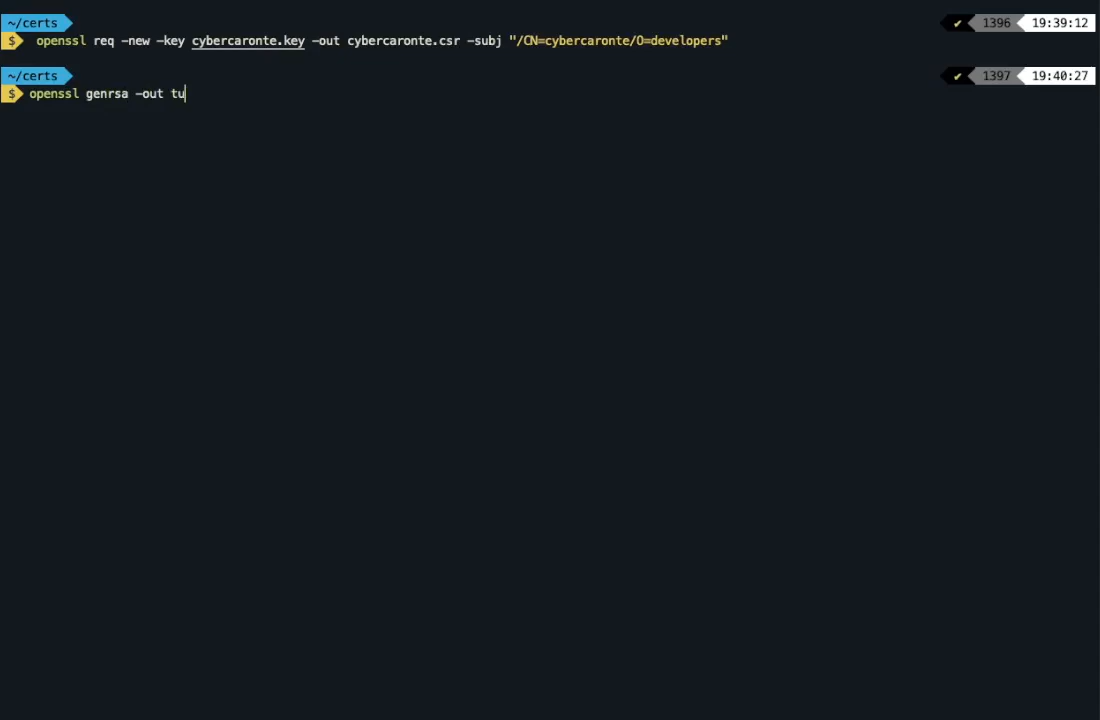 ~/certs ✔ 1396 19:39:12
$ openssl req -new -key cybercaronte.key -out cybercaronte.csr -subj "/CN=cybercaronte/O=developers"
~/certs ✔ 1397 19:40:27
$ openssl genrsa -out tu